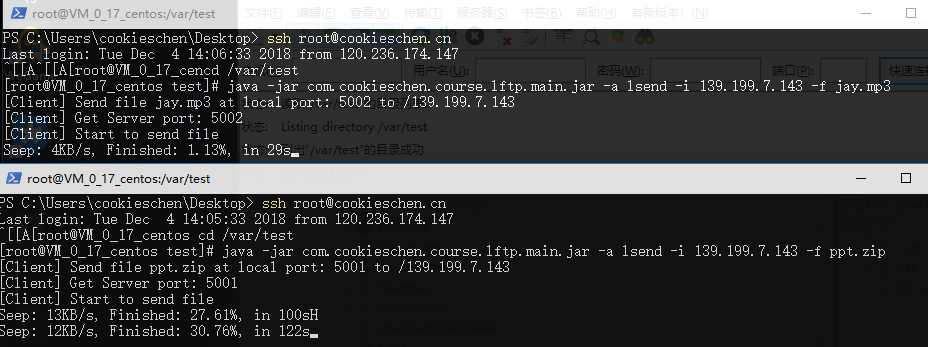 root@VM_0_17_centos:/var/test
文件(F) 编辑(E) 查看(V) 传输(T) 服务器(S) 书签(B) 帮助(H) 有新版本！(N)
PS C:\Users\cookieschen\Desktop> ssh root@cookieschen.cn
Last login: Tue Dec  4 14:06:33 2018 from 120.236.174.147
用户名(U): 密码(W): 端口(P): 快速连
^[[A^[[A[root@VM_0_17_cencd /var/test
[root@VM_0_17_centos test]# java -jar com.cookieschen.course.lftp.main.jar -a lsend -i 139.199.7.143 -f jay.mp3
[Client] Send file jay.mp3 at local port: 5002 to /139.199.143
[Client] Get Server port: 5002
状态: Listing directory /var/test
[Client] Start to send file
Seep: 4KB/s, Finished: 1.13%, in 29s
出"/var/test"的目录成功
root@VM_0_17_centos:/var/test
PS C:\Users\cookieschen\Desktop> ssh root@cookieschen.cn
Last login: Tue Dec  4 14:05:33 2018 from 120.236.174.147
^[[A[root@VM_0_17_centos cd /var/test
[root@VM_0_17_centos test]# java -jar com.cookieschen.course.lftp.main.jar -a lsend -i 139.199.7.143 -f ppt.zip
[Client] Send file ppt.zip at local port: 5001 to /139.199.7.143
[Client] Get Server port: 5001
[Client] Start to send file
Seep: 13KB/s, Finished: 27.61%, in 100sH
Seep: 12KB/s, Finished: 30.76%, in 122s